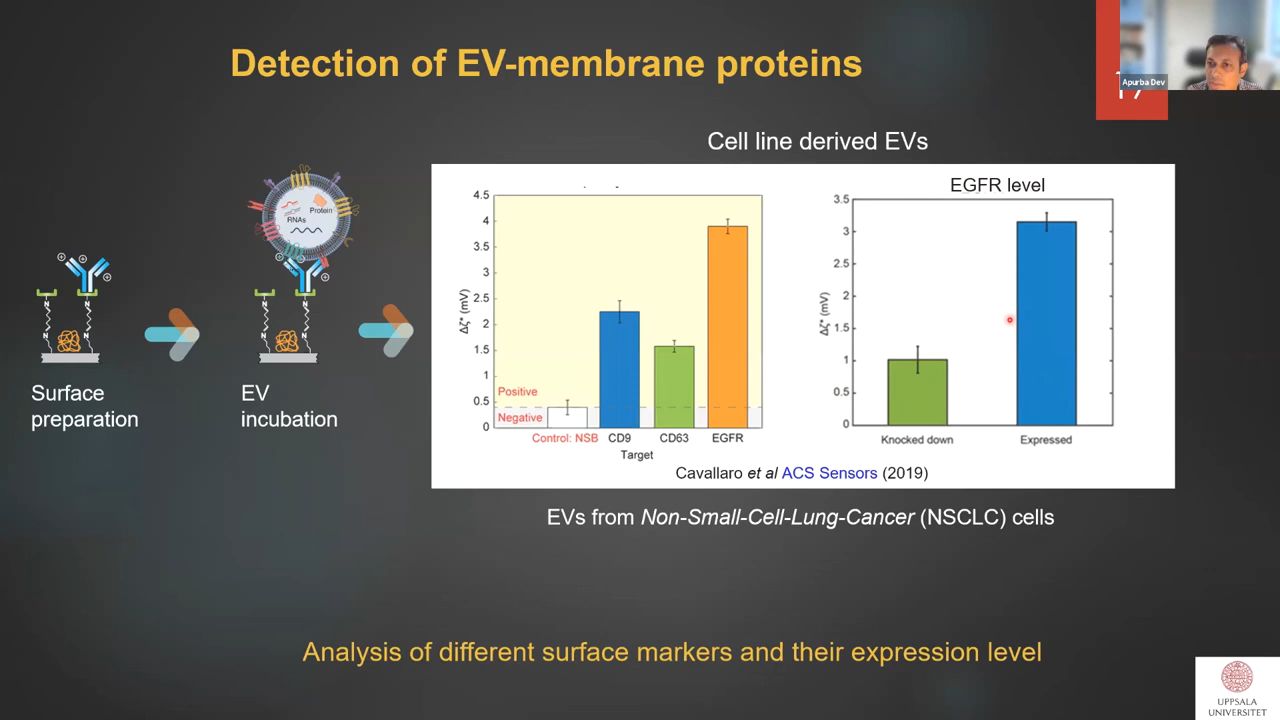 Detection of EV-membrane proteins
17
Apurba Dev
Cell line derived EVs
Protein
RNAs
N
N
N
N
N
N
N
N
Surface
preparation
EV
incubation
4.5
4
3.5
3
2.5
2
1.5
1
0.5
0
Δζ* (mV)
Positive
Negative
Control: NSB
CD9
CD63
EGFR
Target
EGFR level
3.5
3
2.5
2
1.5
1
0.5
0
Δζ* (mV)
Knocked down
Expressed
Cavallaro et al ACS Sensors (2019)
EVs from Non-Small-Cell-Lung-Cancer (NSCLC) cells
Analysis of different surface markers and their expression level
UPPSALA
UNIVERSITET